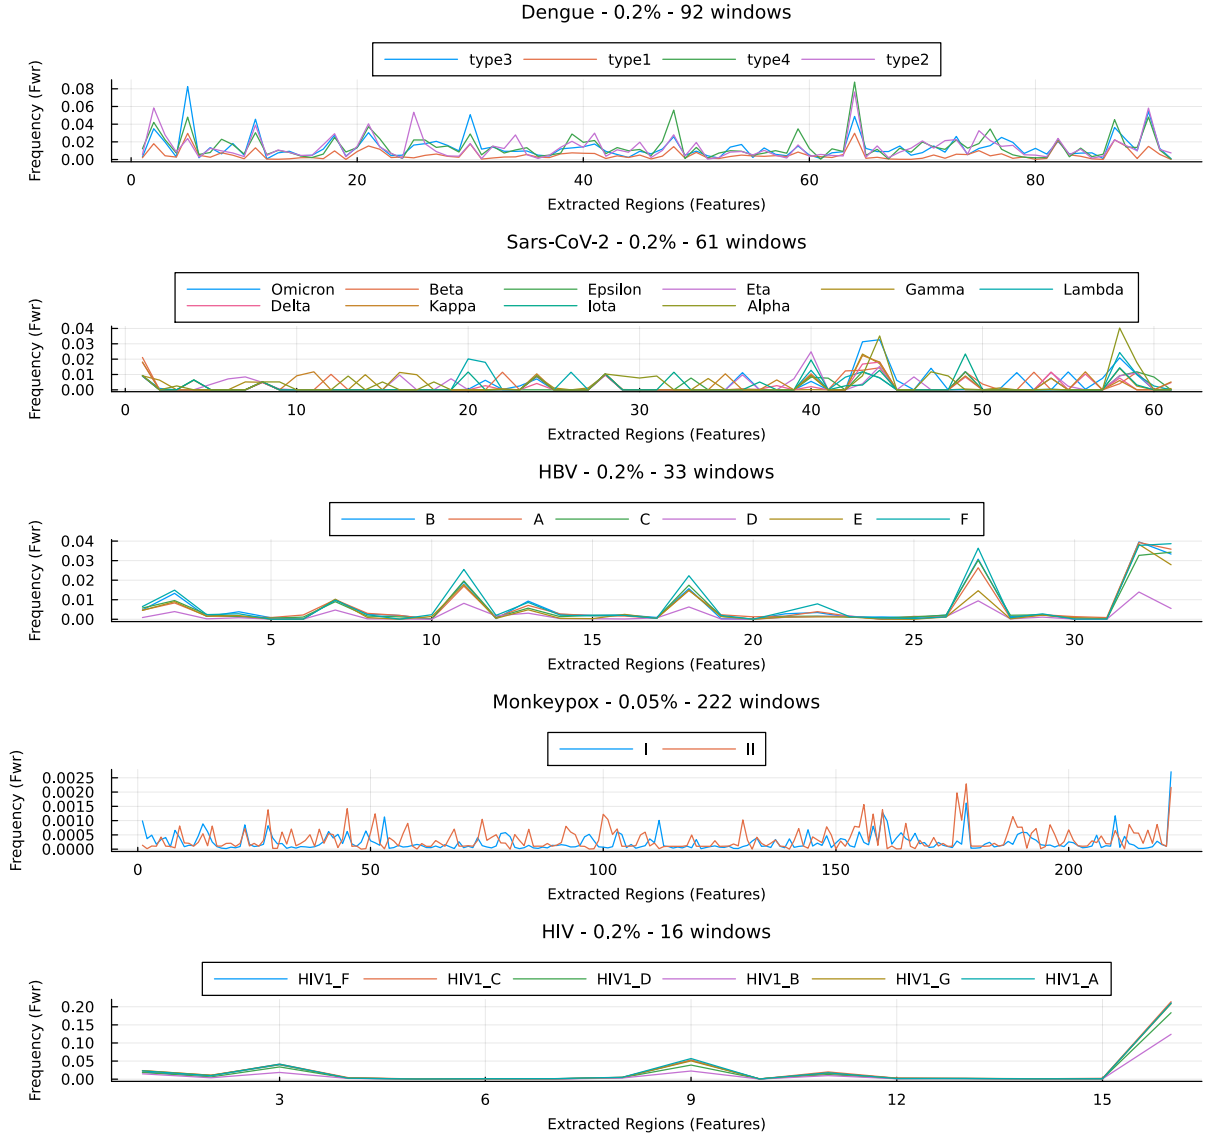 Dengue - 0.2% - 92 windows
type3 type1 type4 type2
Frequency (Fwr)
0.08
0.06
0.04
0.02
0.00
0 20 40 60 80
Extracted Regions (Features)
Sars-CoV-2 - 0.2% - 61 windows
Omicron Beta Epsilon Eta Gamma Lambda
Delta Kappa Iota Alpha
Frequency (Fwr)
0.04
0.03
0.02
0.01
0.00
0 10 20 30 40 50 60
Extracted Regions (Features)
HBV - 0.2% - 33 windows
B A C D E F
Frequency (Fwr)
0.04
0.03
0.02
0.01
0.00
5 10 15 20 25 30
Extracted Regions (Features)
Monkeypox - 0.05% - 222 windows
I II
Frequency (Fwr)
0.0025
0.0020
0.0015
0.0010
0.0005
0.0000
0 50 100 150 200
Extracted Regions (Features)
HIV - 0.2% - 16 windows
HIV1_F HIV1_C HIV1_D HIV1_B HIV1_G HIV1_A
Frequency (Fwr)
0.20
0.15
0.10
0.05
0.00
3 6 9 12 15
Extracted Regions (Features)